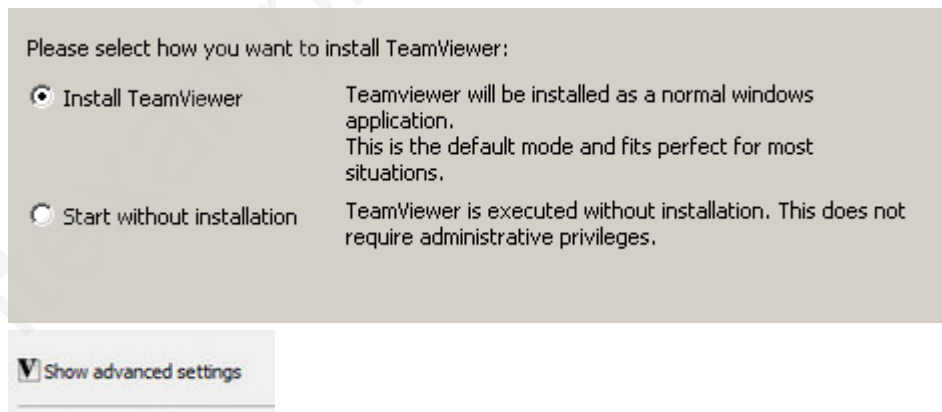 Please select how you want to install TeamViewer:
Install TeamViewer
Teamviewer will be installed as a normal windows
application.
This is the default mode and fits perfect for most
situations.
Start without installation
TeamViewer is executed without installation. This does not
require administrative privileges.
Show advanced settings